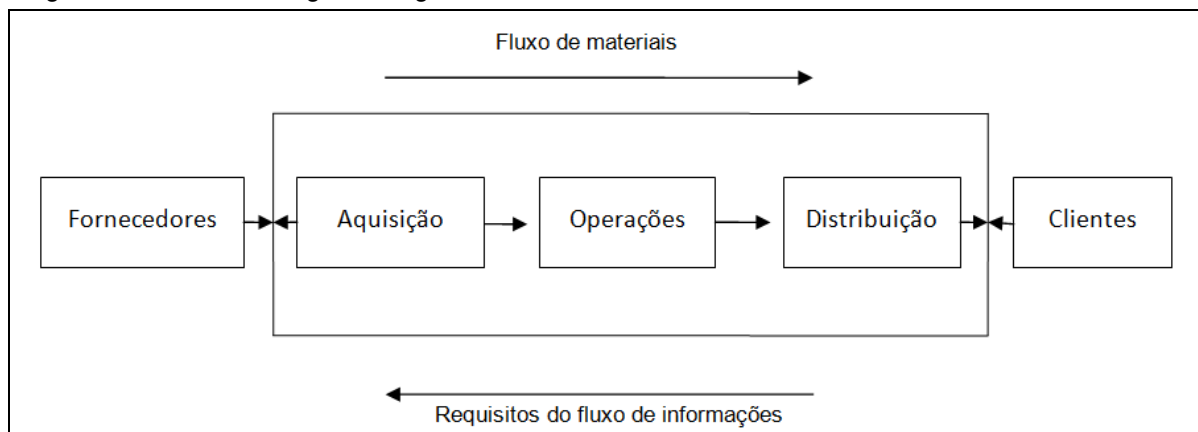 Fluxo de materiais
Fornecedores
Aquisição
Operações
Distribuição
Clientes
Requisitos do fluxo de informações